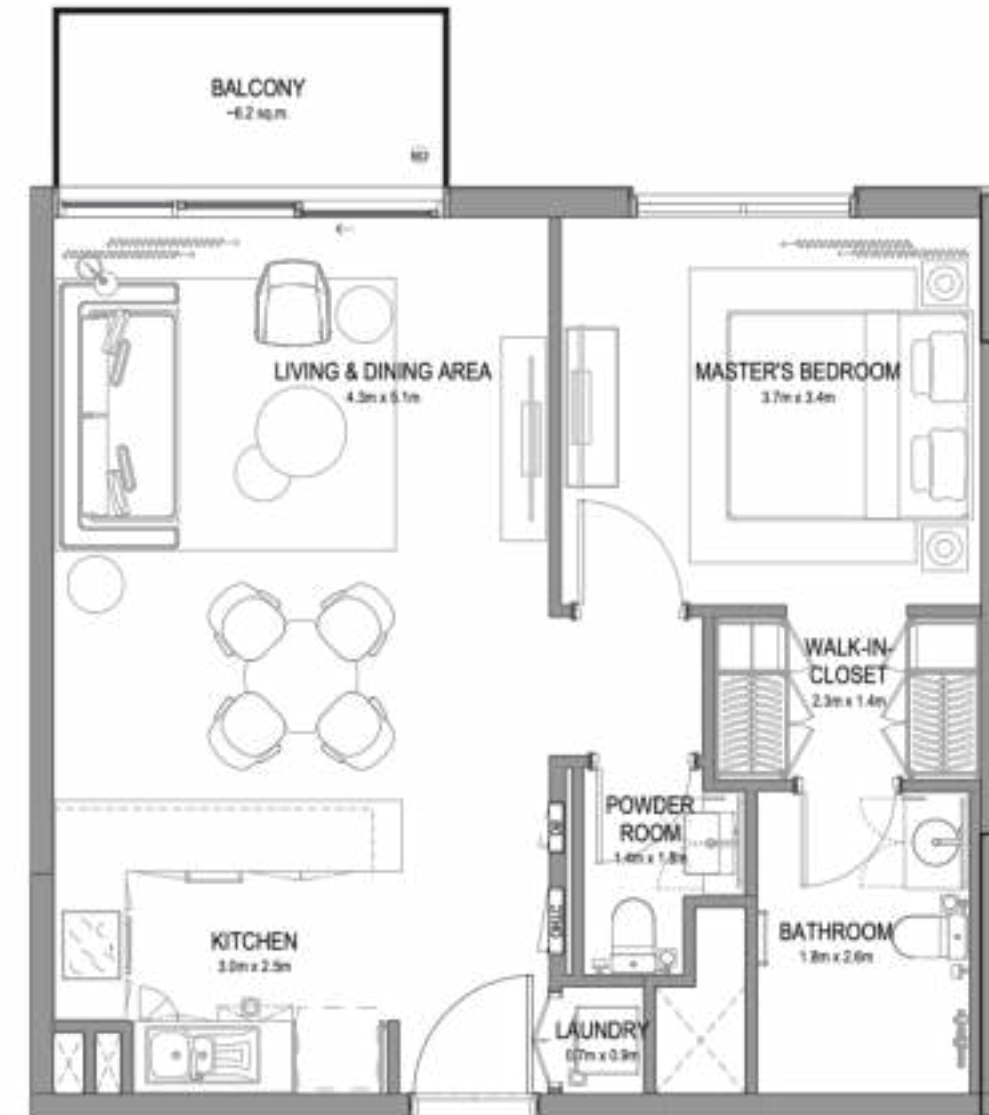 BALCONY
~6.2 sq.m.
LIVING & DINING AREA
4.3m x 5.1m
MASTER'S BEDROOM
3.7m x 3.4m
WALK-IN-
CLOSET
2.3m x 1.4m
POWDER
ROOM
1.4m x 1.8m
DB
KITCHEN
3.0m x 2.5m
BATHROOM
1.8m x 2.6m
LAUNDRY
0.7m x 0.9m